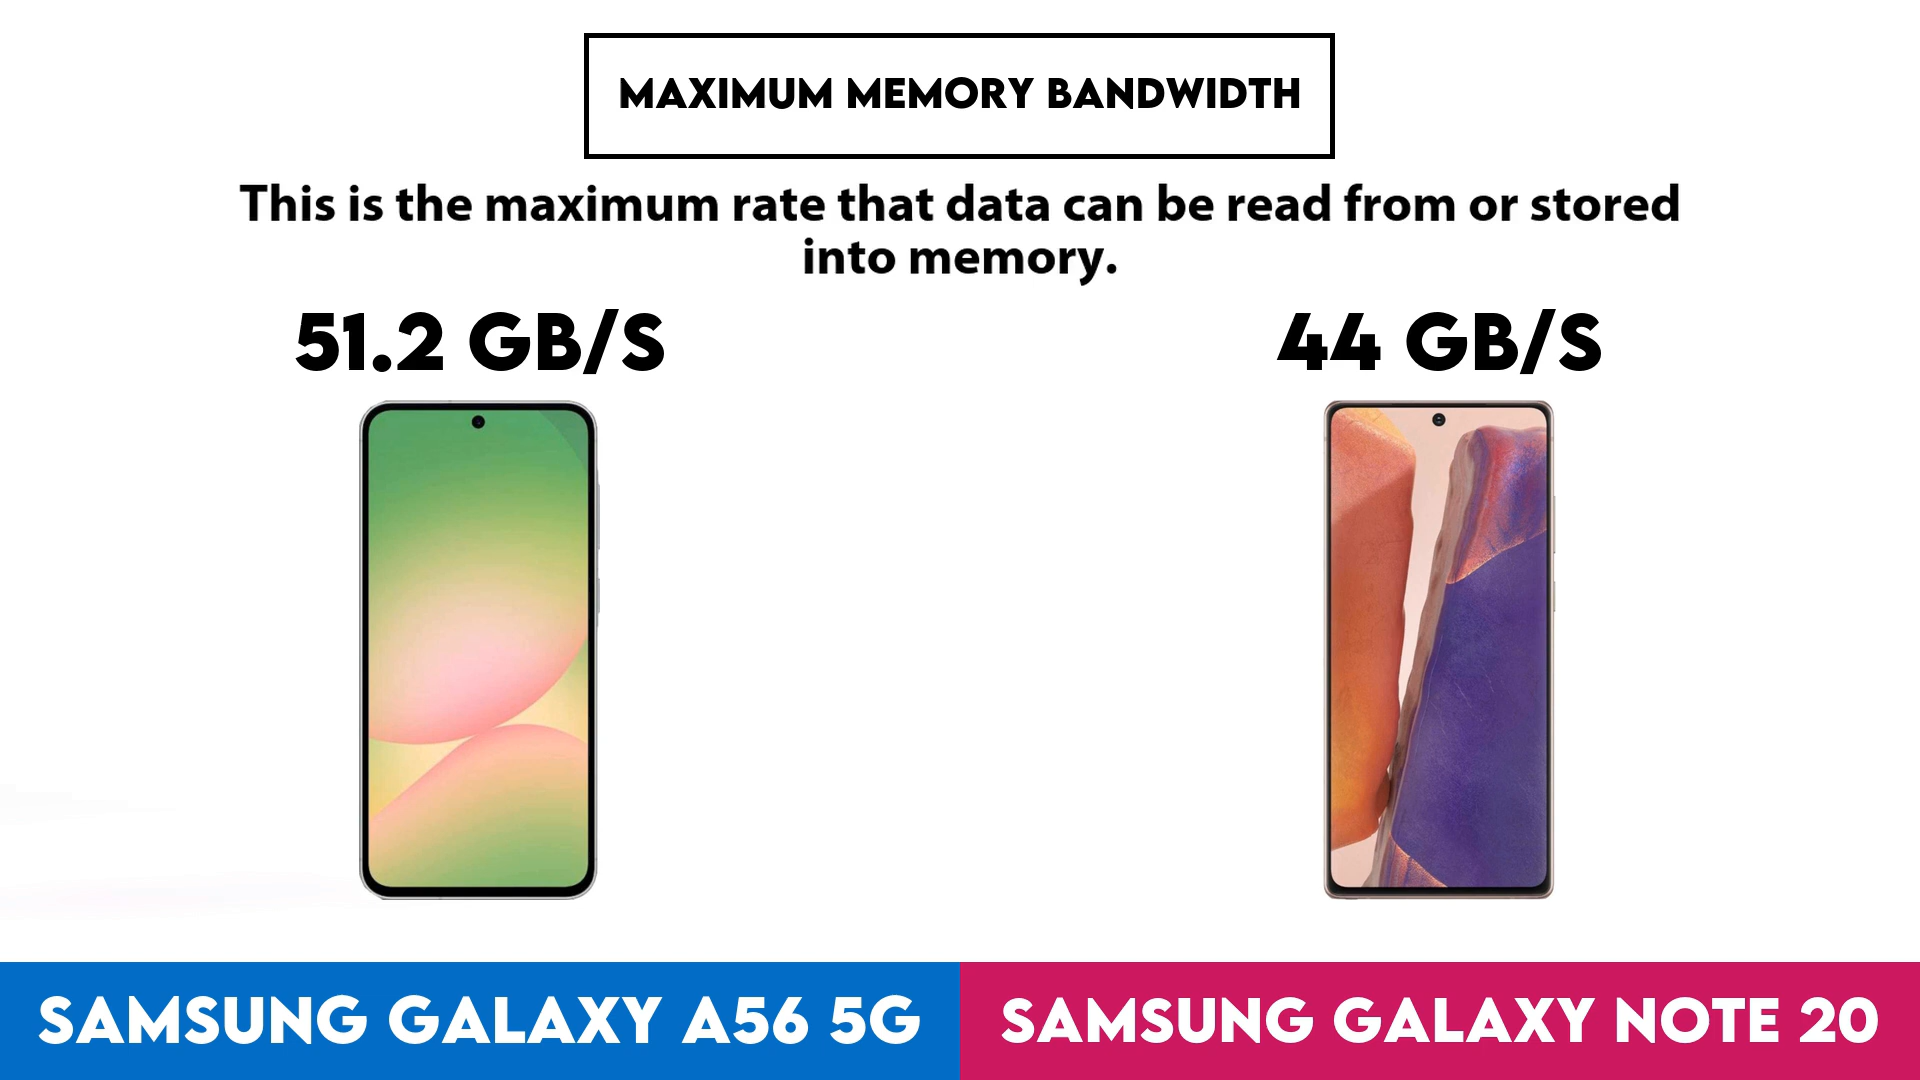 MAXIMUM MEMORY BANDWIDTH
This is the maximum rate that data can be read from or stored
into memory.
51.2 GB/S
44 GB/S
SAMSUNG GALAXY A56 5G
SAMSUNG GALAXY NOTE 20